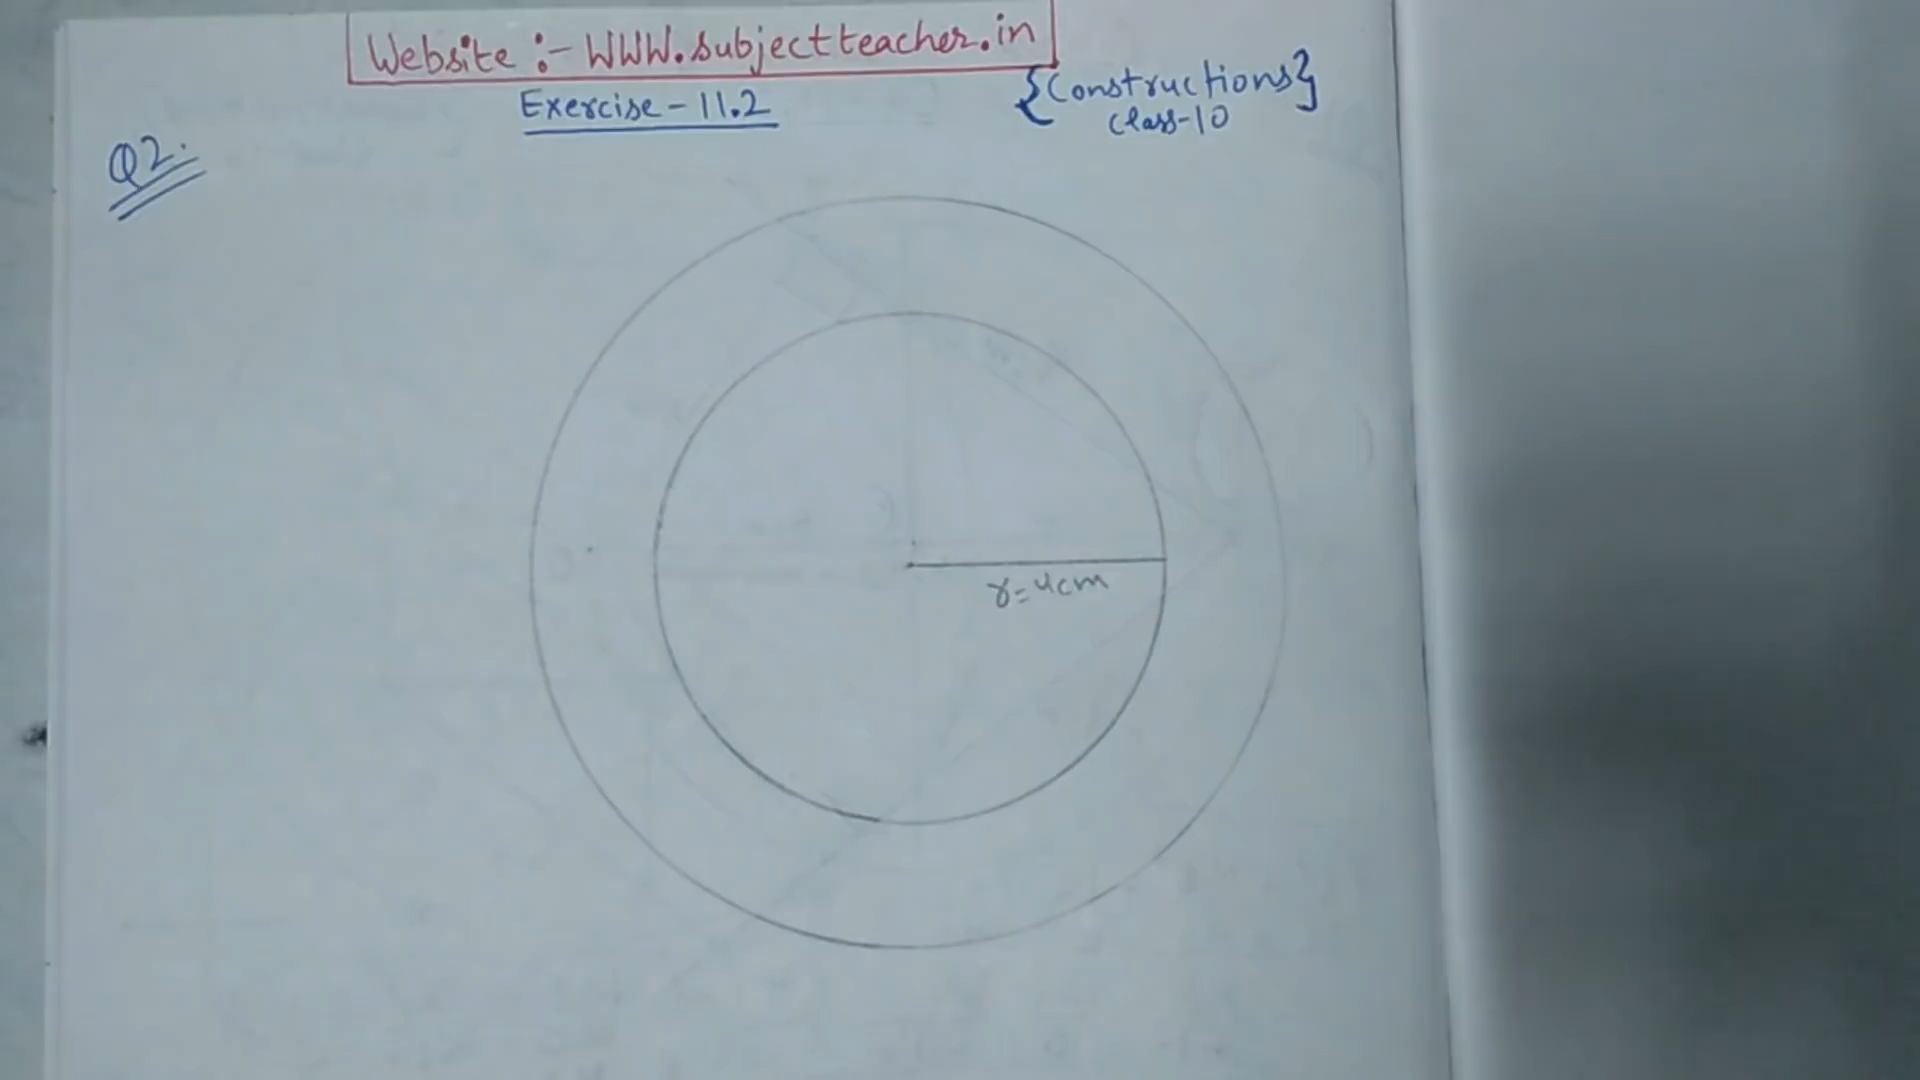 Website :- WWW.subjectteacher.in
Exercise - 11.2
{Constructions}
Class-10
Q2.
r=4cm